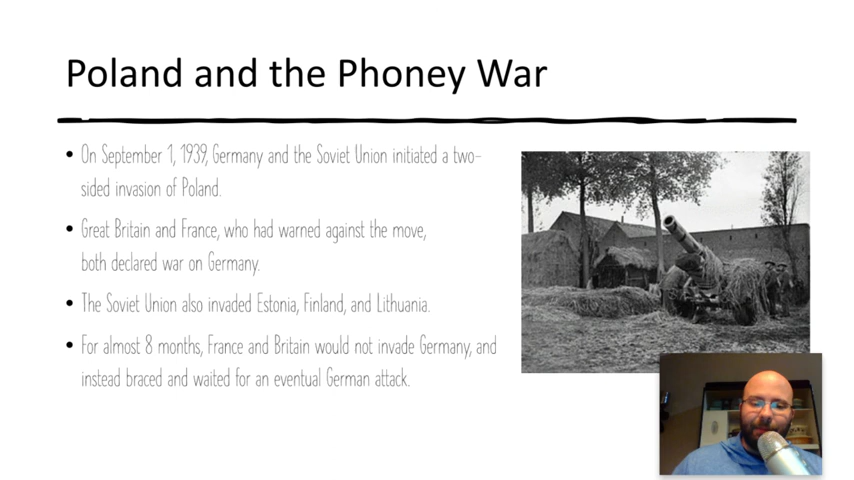 Poland and the Phoney War
• On September 1, 1939, Germany and the Soviet Union initiated a two-
sided invasion of Poland.
• Great Britain and France, who had warned against the move,
both declared war on Germany.
• The Soviet Union also invaded Estonia, Finland, and Lithuania.
• For almost 8 months, France and Britain would not invade Germany, and
instead braced and waited for an eventual German attack.